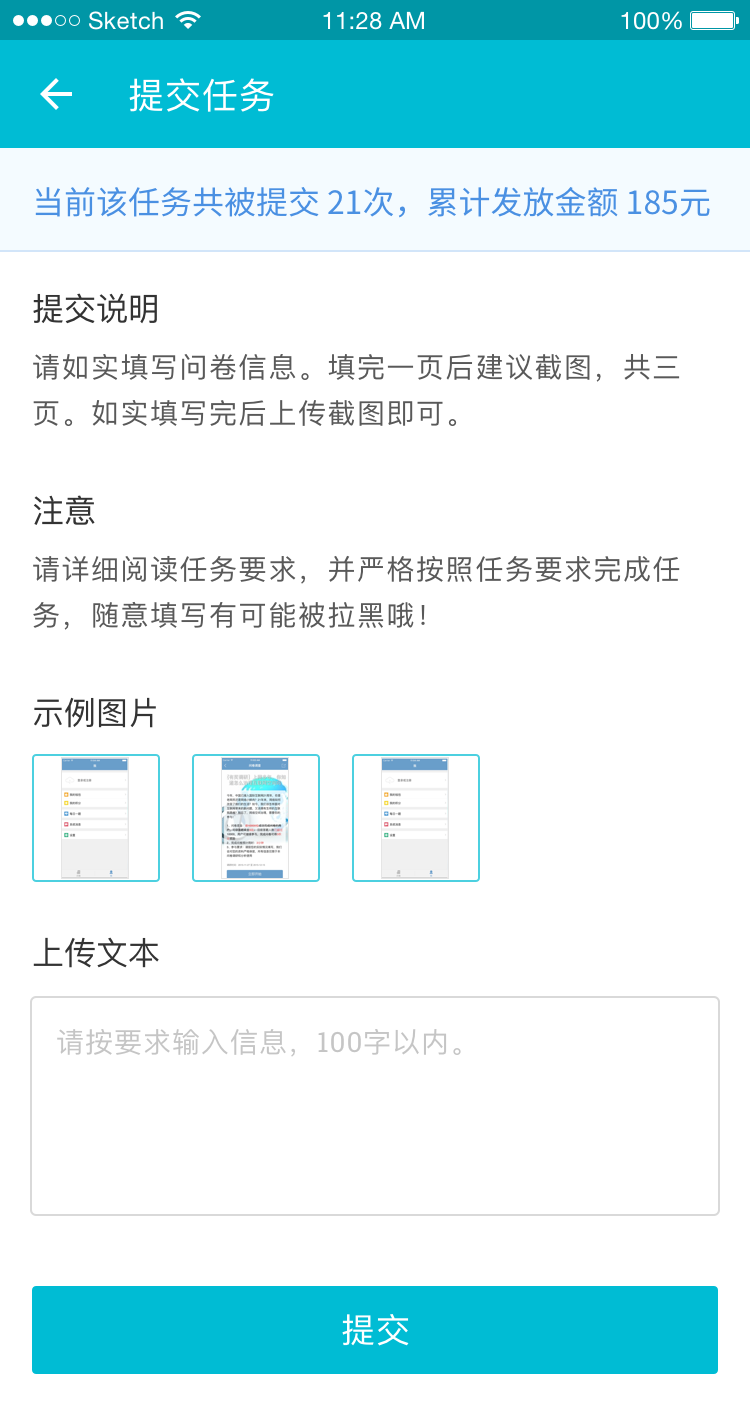 Sketch 11:28 AM 100%
提交任务
当前该任务共被提交 21次，累计发放金额 185元
提交说明
请如实填写问卷信息。填完一页后建议截图，共三
页。如实填写完后上传截图即可。
注意
请详细阅读任务要求，并严格按照任务要求完成任
务，随意填写有可能被拉黑哦！
示例图片
上传文本
请按要求输入信息，100字以内。
提交